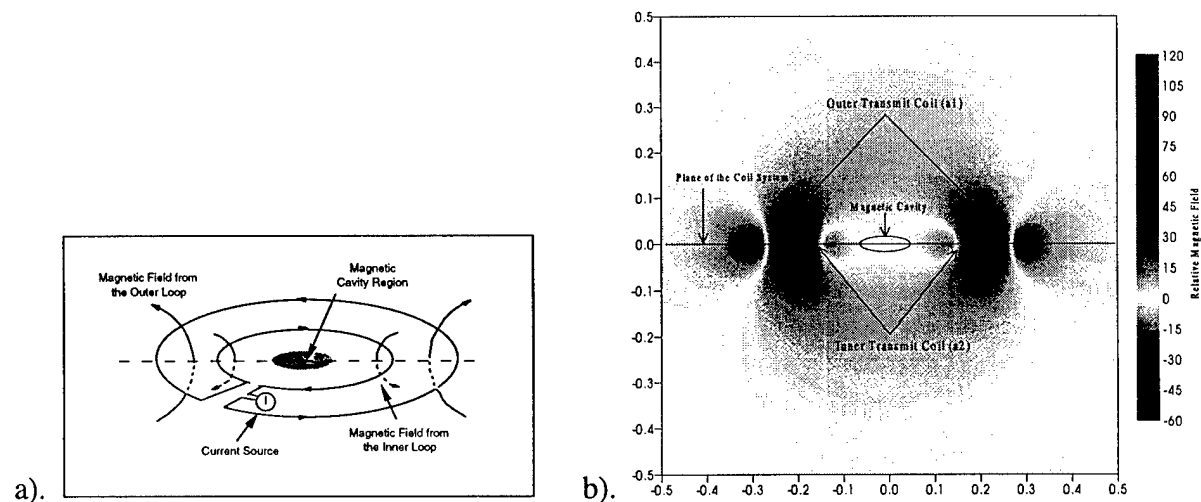 Magnetic Field from
the Outer Loop
Magnetic
Cavity Region
I
Current Source
Magnetic Field from
the Inner Loop
a).
0.5
0.4
0.3
0.2
0.1
0.0
-0.1
-0.2
-0.3
-0.4
-0.5
Outer Transmit Coil (a1)
Plane of the Coil System
Magnetic Cavity
Inner Transmit Coil (a2)
b).
-0.5 -0.4 -0.3 -0.2 -0.1 0.0 0.1 0.2 0.3 0.4 0.5
120
105
90
75
60
45
30
15
0
-15
-30
-45
-60
Relative Magnetic Field